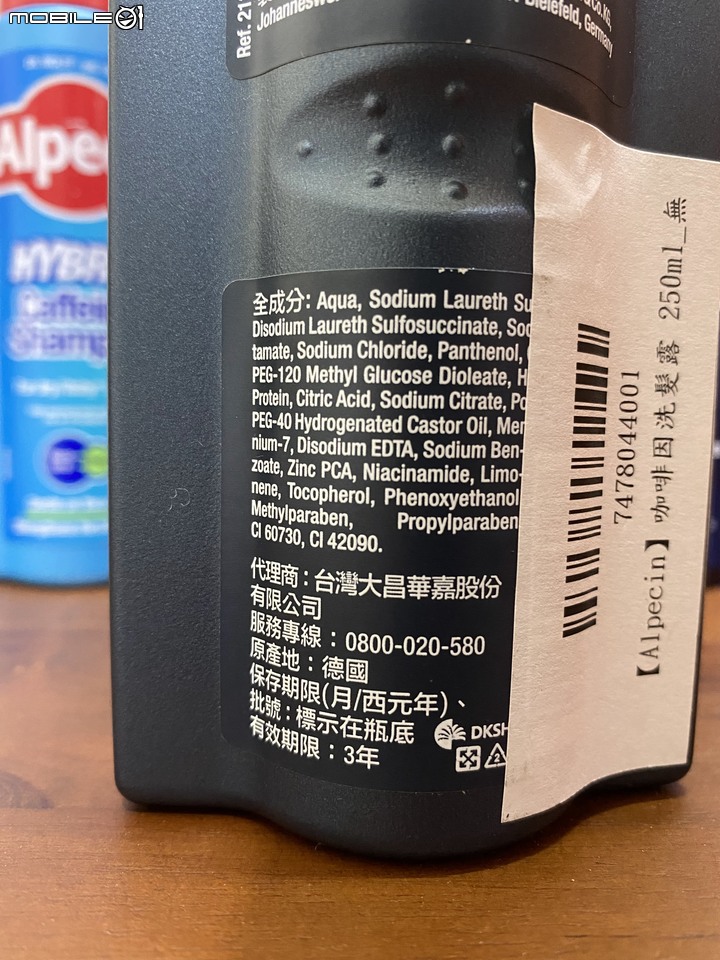 MOBILE01
Ref. 21
Co.KG,
Bielefeld, Germany
Alpe
HYBR
Caffei
Shamp
全成分: Aqua, Sodium Laureth Su
Disodium Laureth Sulfosuccinate, Soc
tamate, Sodium Chloride, Panthenol,
PEG-120 Methyl Glucose Dioleate, H
Protein, Citric Acid, Sodium Citrate, Po
PEG-40 Hydrogenated Castor Oil, Men
nium-7, Disodium EDTA, Sodium Ben-
zoate, Zinc PCA, Niacinamide, Limo-
nene, Tocopherol, Phenoxyethanol
Methylparaben, Propylparaben
CI 60730, CI 42090.
代理商：台灣大昌華嘉股份
有限公司
服務專線：0800-020-580
原產地：德國
保存期限(月/西元年)、
批號：標示在瓶底
有效期限：3年
DKSH
2
7478044001
【Alpecin】咖啡因洗髮露 250ml_無